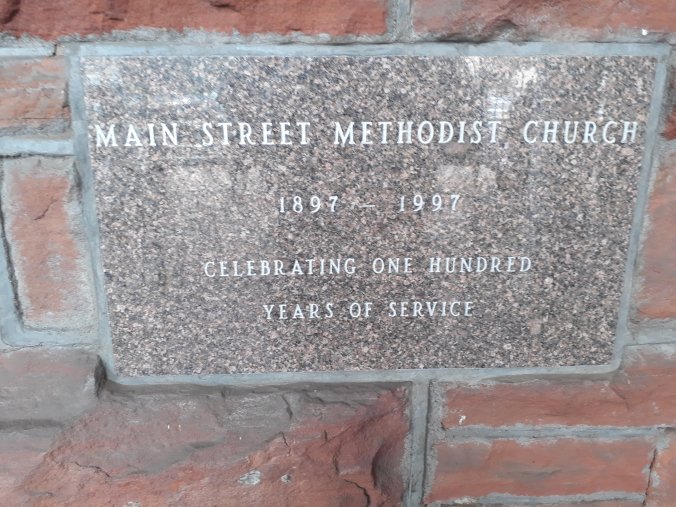 MAIN STREET METHODIST CHURCH
1897 – 1997
CELEBRATING ONE HUNDRED
YEARS OF SERVICE